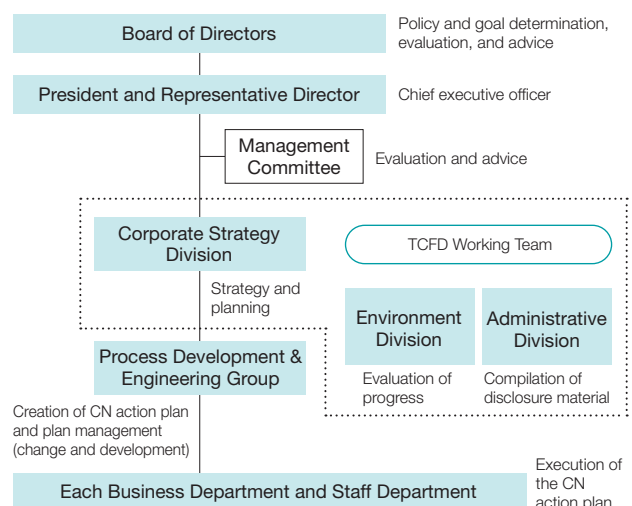 Board of Directors
Policy and goal determination,
evaluation, and advice
President and Representative Director
Chief executive officer
Management
Committee
Evaluation and advice
Corporate Strategy
Division
TCFD Working Team
Strategy and
planning
Environment
Division
Administrative
Division
Process Development &
Engineering Group
Evaluation of
progress
Compilation of
disclosure material
Creation of CN action plan
and plan management
(change and development)
Each Business Department and Staff Department
Execution of
the CN
action plan